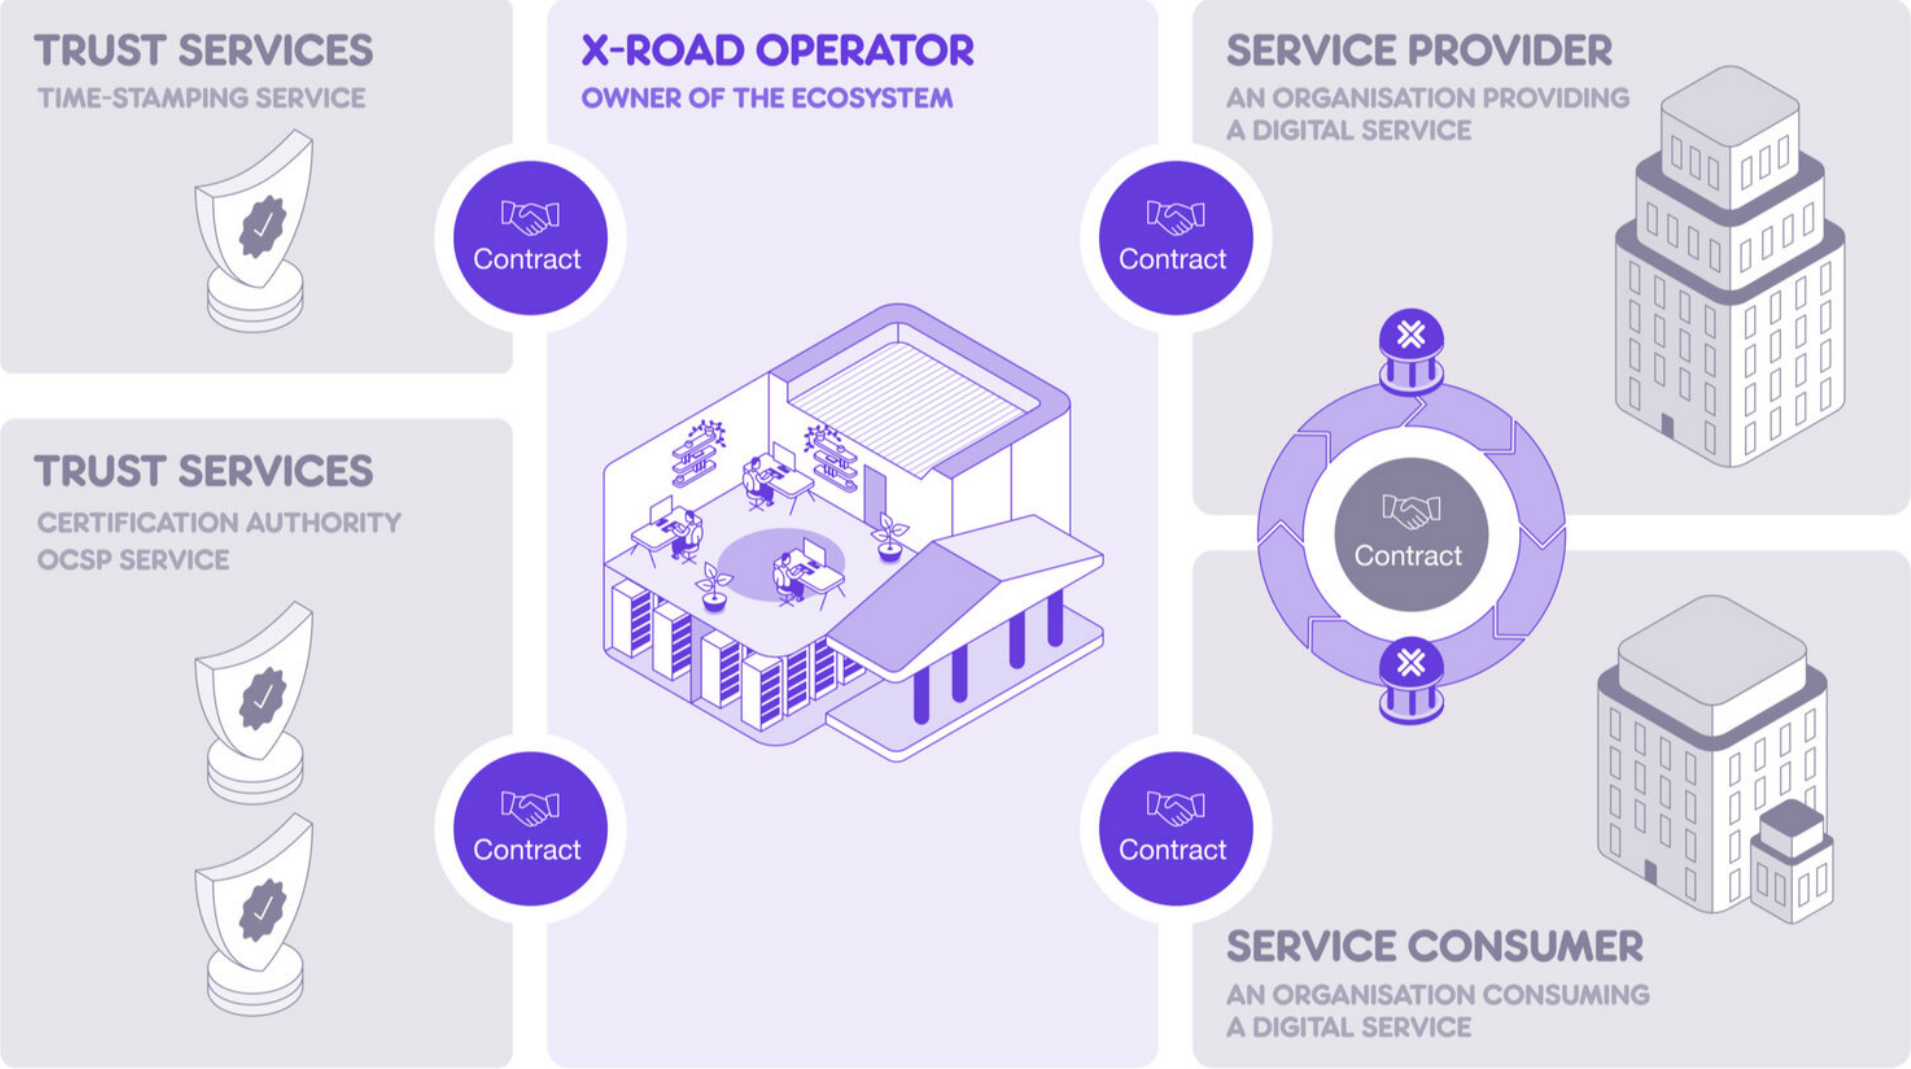 TRUST SERVICES
TIME-STAMPING SERVICE
Contract
X-ROAD OPERATOR
OWNER OF THE ECOSYSTEM
Contract
SERVICE PROVIDER
AN ORGANISATION PROVIDING
A DIGITAL SERVICE
TRUST SERVICES
CERTIFICATION AUTHORITY
OCSP SERVICE
Contract
Contract
Contract
SERVICE CONSUMER
AN ORGANISATION CONSUMING
A DIGITAL SERVICE